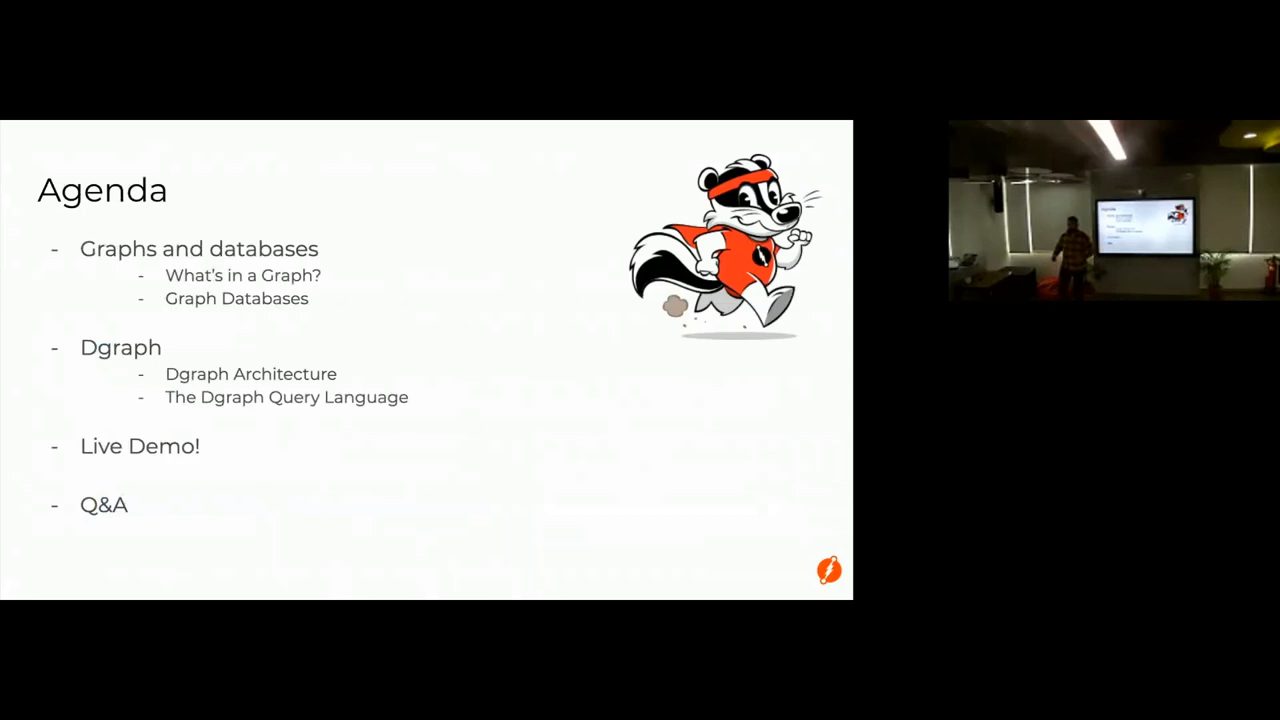 Agenda
- Graphs and databases
- What's in a Graph?
- Graph Databases
- Dgraph
- Dgraph Architecture
- The Dgraph Query Language
- Live Demo!
- Q&A